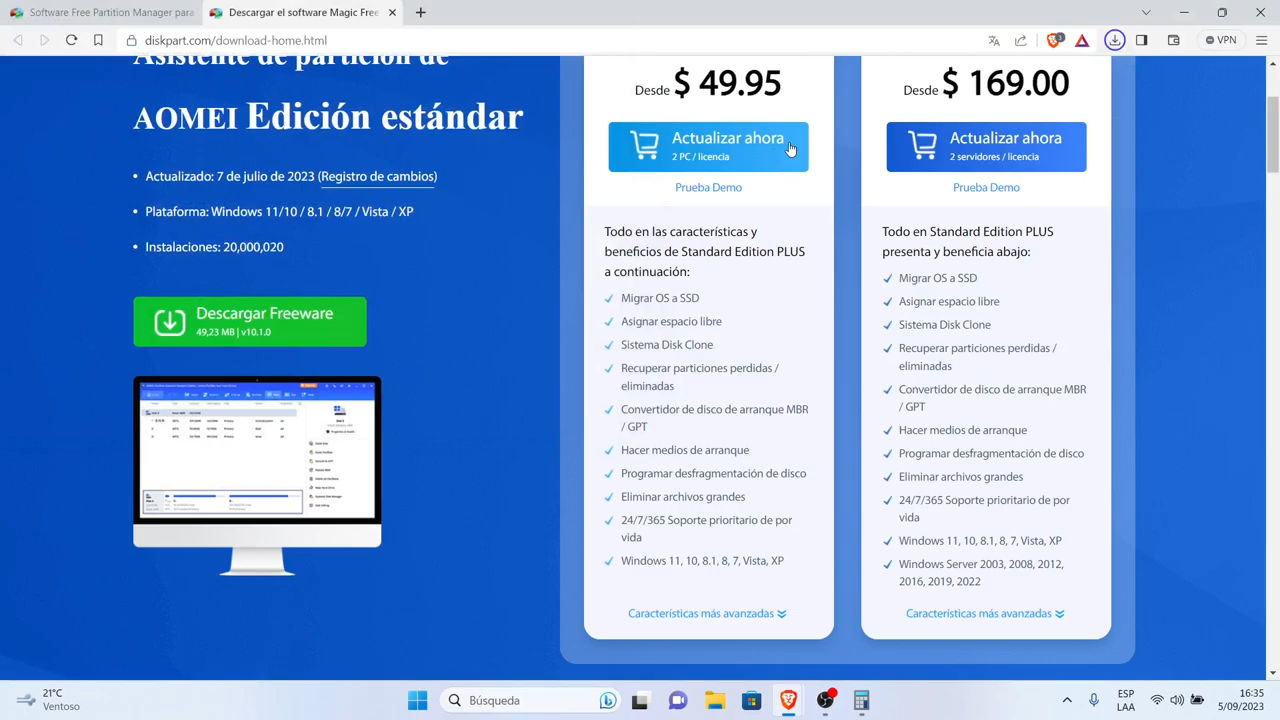 Software Free Partition Manager para
Descargar el software Magic Free
diskpart.com/download-home.html
3
VPN
Asistente de partición de
AOMEI Edición estándar
• Actualizado: 7 de julio de 2023 (Registro de cambios)
• Plataforma: Windows 11/10 / 8.1 / 8/7 / Vista / XP
• Instalaciones: 20,000,020
Descargar Freeware
49,23 MB | v10.1.0
Desde $ 49.95
Actualizar ahora
2 PC / licencia
Prueba Demo
Todo en las características y
beneficios de Standard Edition PLUS
a continuación:
Migrar OS a SSD
Asignar espacio libre
Sistema Disk Clone
Recuperar particiones perdidas /
eliminadas
Convertidor de disco de arranque MBR
/ GPT
Hacer medios de arranque
Programar desfragmentación de disco
Eliminar archivos grandes
24/7/365 Soporte prioritario de por
vida
Windows 11, 10, 8.1, 8, 7, Vista, XP
Características más avanzadas
Desde $ 169.00
Actualizar ahora
2 servidores / licencia
Prueba Demo
Todo en Standard Edition PLUS
presenta y beneficia abajo:
Migrar OS a SSD
Asignar espacio libre
Sistema Disk Clone
Recuperar particiones perdidas /
eliminadas
Convertidor de disco de arranque MBR
/ GPT
Hacer medios de arranque
Programar desfragmentación de disco
Eliminar archivos grandes
24/7/365 Soporte prioritario de por
vida
Windows 11, 10, 8.1, 8, 7, Vista, XP
Windows Server 2003, 2008, 2012,
2016, 2019, 2022
Características más avanzadas
21°C
Ventoso
Búsqueda
ESP
LAA
16:35
5/09/2023